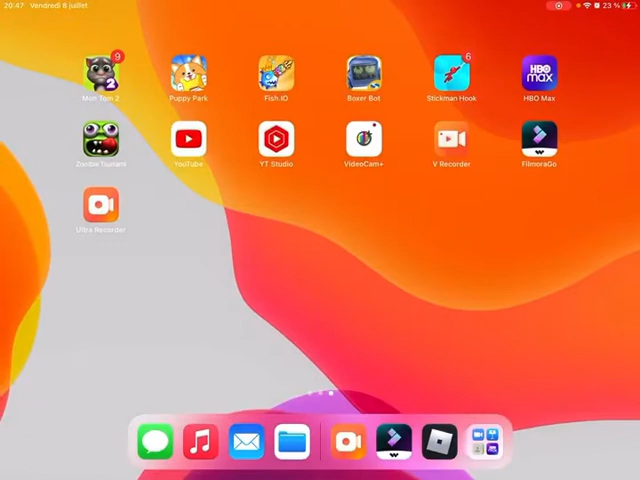 20:47 Vendredi 8 juillet 23 %
9 6
Mon Tom 2 Puppy Park Fish.IO Boxer Bot Stickman Hook HBO Max
2 HBO max
Zombie Tsunami YouTube YT Studio VideoCam+ V Recorder FilmoraGo
Ultra Recorder